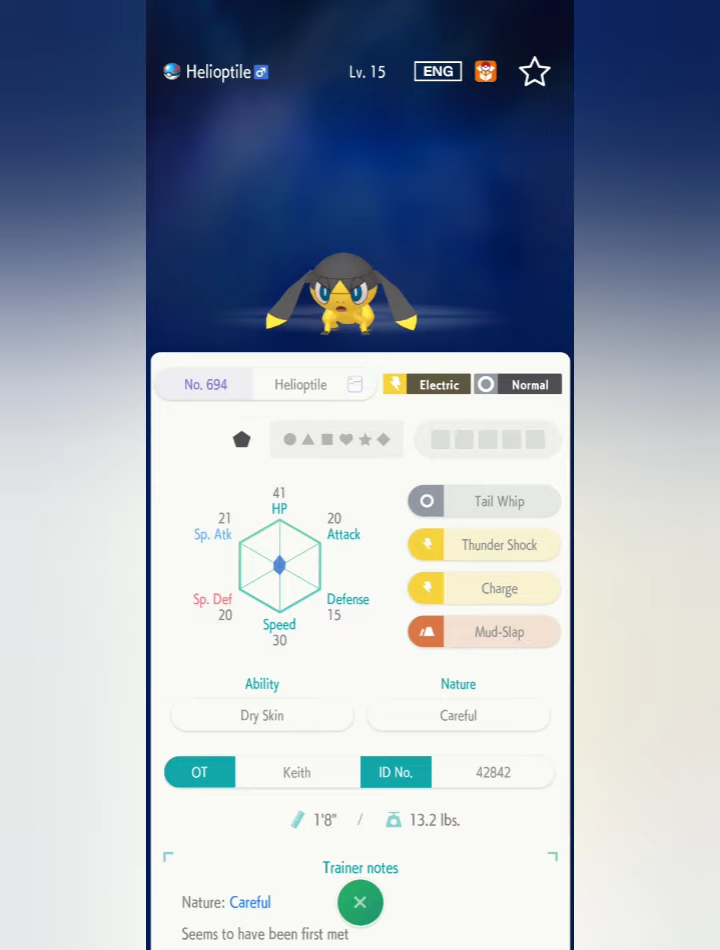 Helioptile♂ Lv. 15 ENG
No. 694 Helioptile Electric Normal
41
HP
21 20
Sp. Atk Attack
Sp. Def Defense
20 15
Speed
30
Tail Whip
Thunder Shock
Charge
Mud-Slap
Ability Nature
Dry Skin Careful
OT Keith ID No. 42842
1'8" / 13.2 lbs.
Trainer notes
Nature: Careful
Seems to have been first met